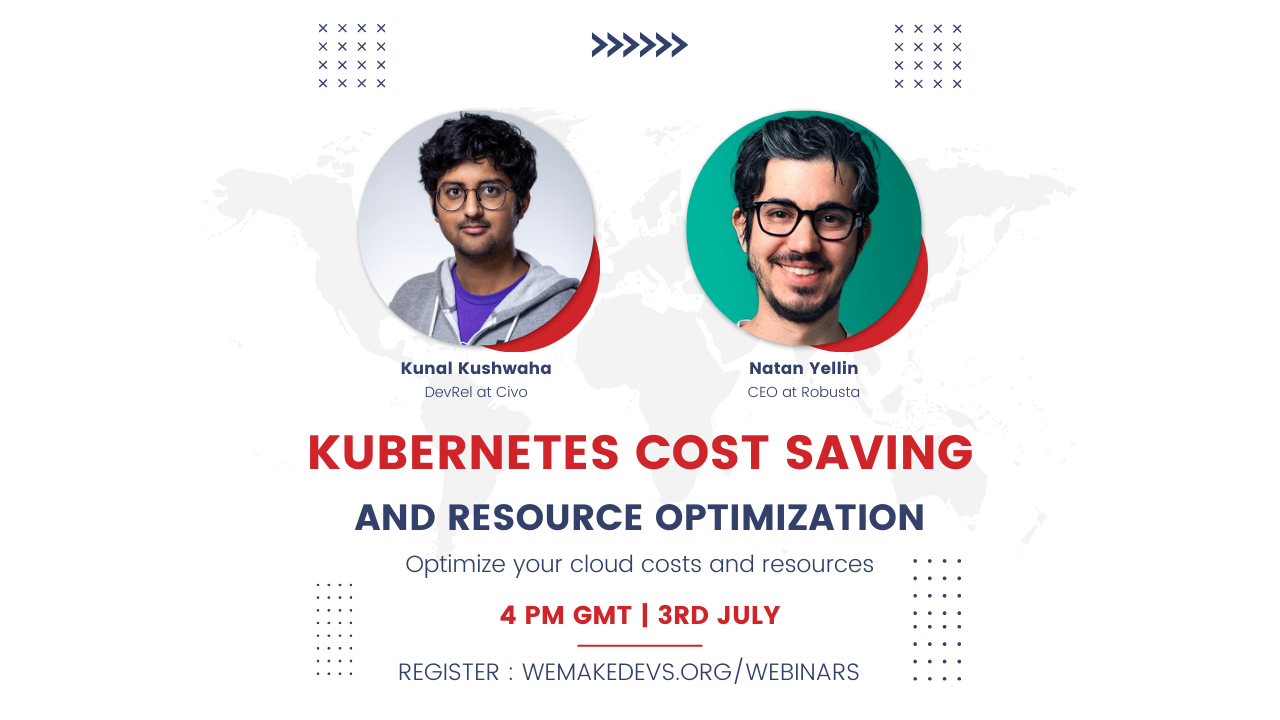 Kunal Kushwaha
DevRel at Civo
Natan Yellin
CEO at Robusta
KUBERNETES COST SAVING
AND RESOURCE OPTIMIZATION
Optimize your cloud costs and resources
4 PM GMT | 3RD JULY
REGISTER : WEMAKEDEVS.ORG/WEBINARS